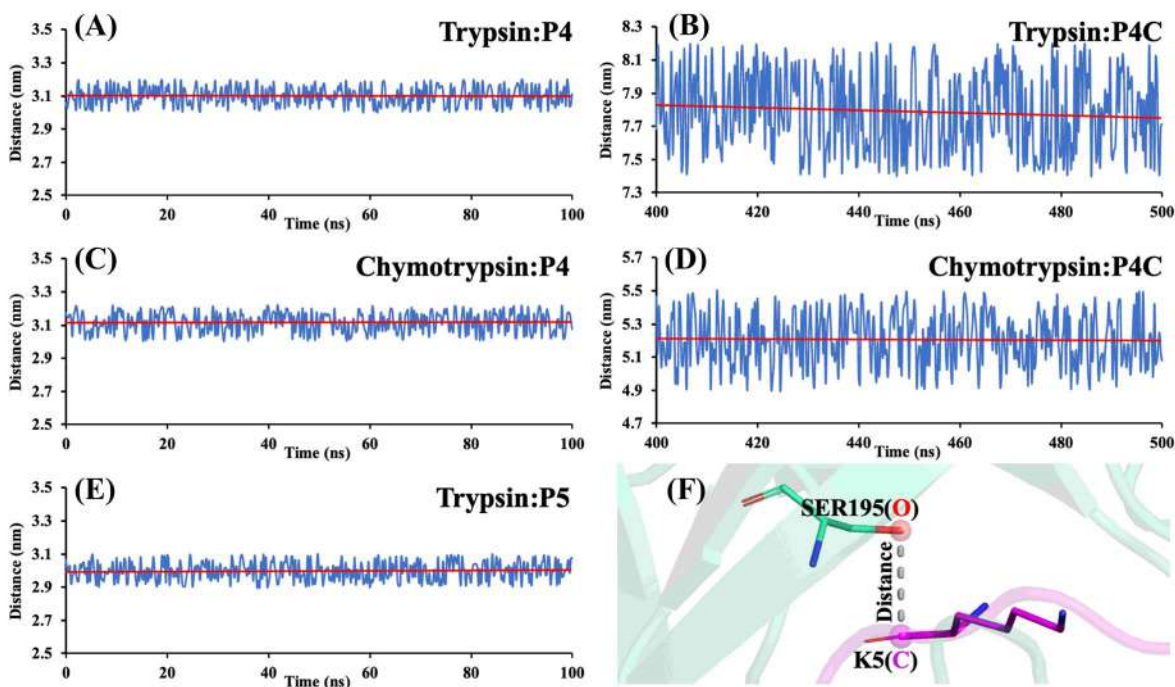 (A) Trypsin:P4
Distance (nm)
3.5
3.3
3.1
2.9
2.7
2.5
0 20 40 60 80 100
Time (ns)
(B) Trypsin:P4C
Distance (nm)
8.3
8.1
7.9
7.7
7.5
7.3
400 420 440 460 480 500
Time (ns)
(C) Chymotrypsin:P4
Distance (nm)
3.5
3.3
3.1
2.9
2.7
2.5
0 20 40 60 80 100
Time (ns)
(D) Chymotrypsin:P4C
Distance (nm)
5.7
5.5
5.3
5.1
4.9
4.7
400 420 440 460 480 500
Time (ns)
(E) Trypsin:P5
Distance (nm)
3.5
3.3
3.1
2.9
2.7
2.5
0 20 40 60 80 100
Time (ns)
(F)
SER195(O)
Distance
K5(C)